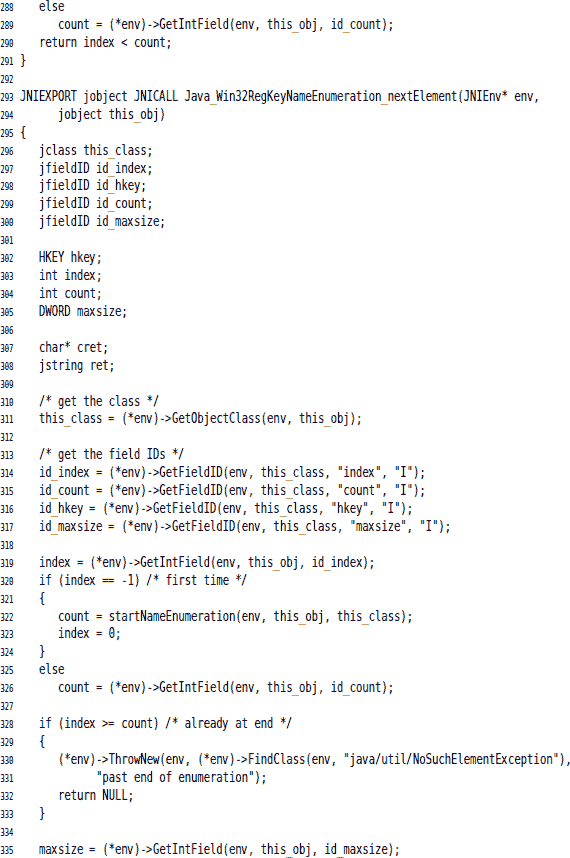 288       else
289          count = (*env)->GetIntField(env, this_obj, id_count);
290       return index < count;
291    }
292
293    JNIEXPORT jobject JNICALL Java_Win32RegKeyNameEnumeration_nextElement(JNIEnv* env,
294          jobject this_obj)
295    {
296       jclass this_class;
297       jfieldID id_index;
298       jfieldID id_hkey;
299       jfieldID id_count;
300       jfieldID id_maxsize;
301
302       HKEY hkey;
303       int index;
304       int count;
305       DWORD maxsize;
306
307       char* cret;
308       jstring ret;
309
310       /* get the class */
311       this_class = (*env)->GetObjectClass(env, this_obj);
312
313       /* get the field IDs */
314       id_index = (*env)->GetFieldID(env, this_class, "index", "I");
315       id_count = (*env)->GetFieldID(env, this_class, "count", "I");
316       id_hkey = (*env)->GetFieldID(env, this_class, "hkey", "I");
317       id_maxsize = (*env)->GetFieldID(env, this_class, "maxsize", "I");
318
319       index = (*env)->GetIntField(env, this_obj, id_index);
320       if (index == -1) /* first time */
321       {
322          count = startNameEnumeration(env, this_obj, this_class);
323          index = 0;
324       }
325       else
326          count = (*env)->GetIntField(env, this_obj, id_count);
327
328       if (index >= count) /* already at end */
329       {
330          (*env)->ThrowNew(env, (*env)->FindClass(env, "java/util/NoSuchElementException"),
331                "past end of enumeration");
332          return NULL;
333       }
334
335       maxsize = (*env)->GetIntField(env, this_obj, id_maxsize);